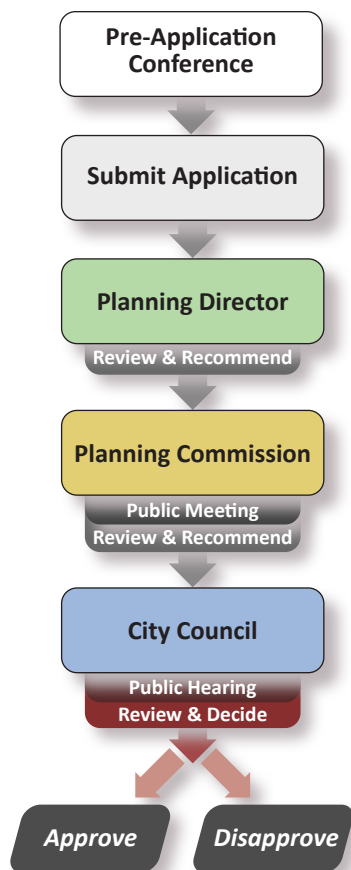 Pre-Application
Conference
Submit Application
Planning Director
Review & Recommend
Planning Commission
Public Meeting
Review & Recommend
City Council
Public Hearing
Review & Decide
Approve
Disapprove